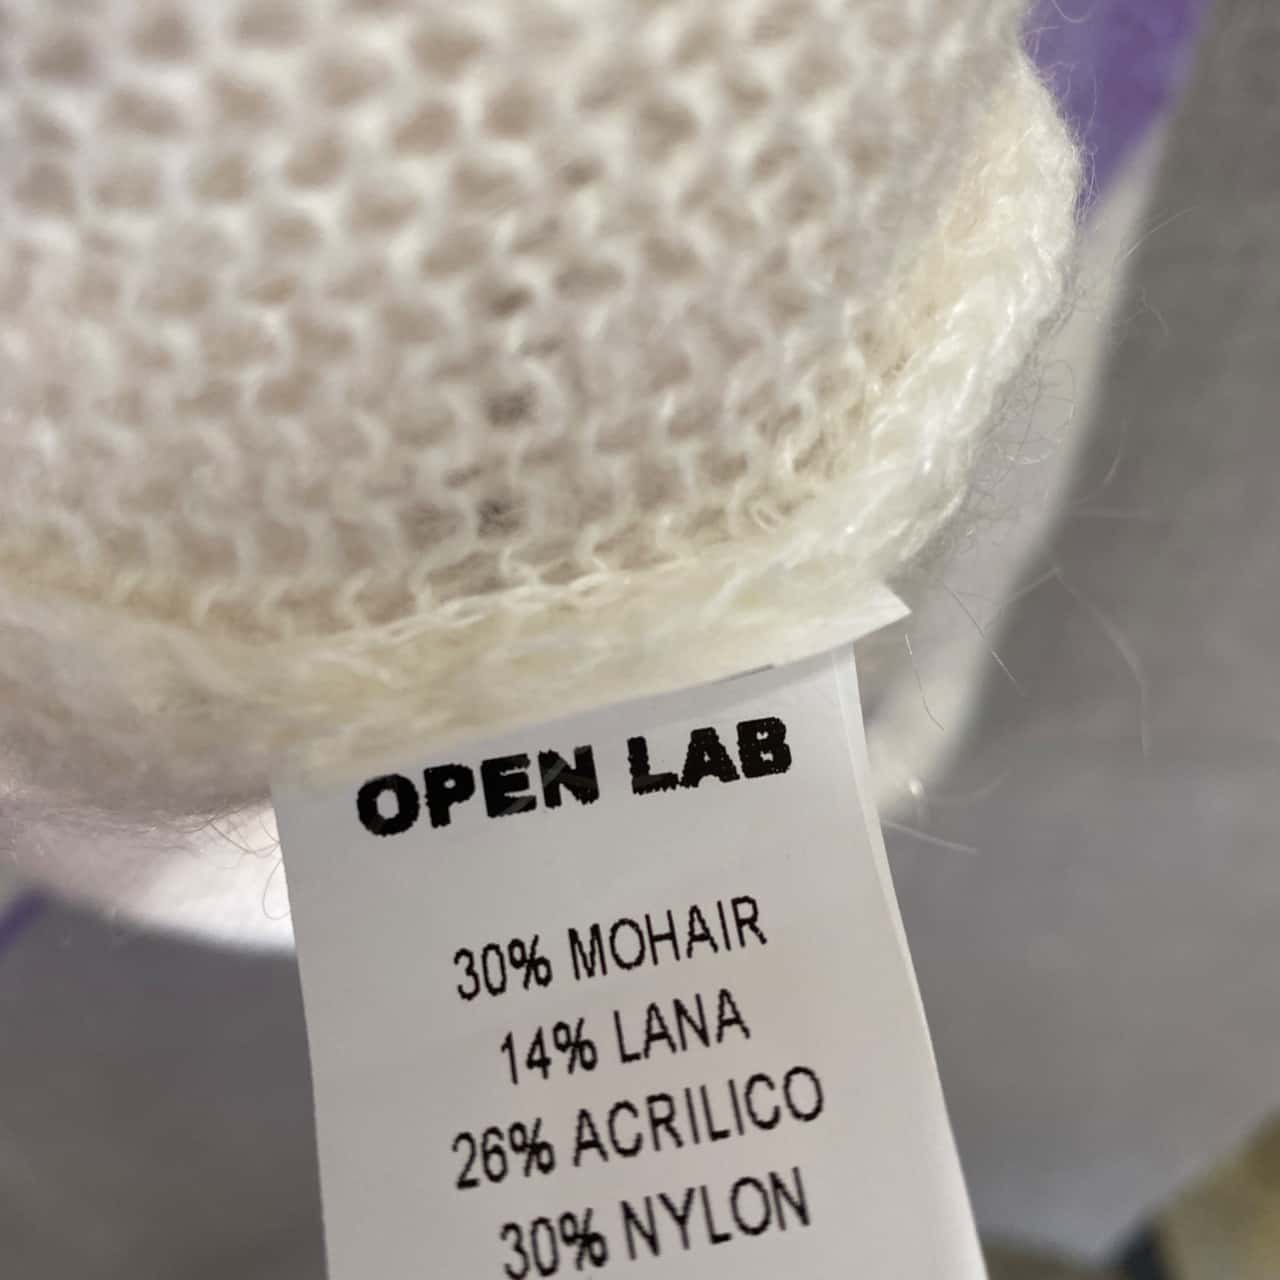 OPEN LAB
30% MOHAIR
14% LANA
26% ACRILICO
30% NYLON